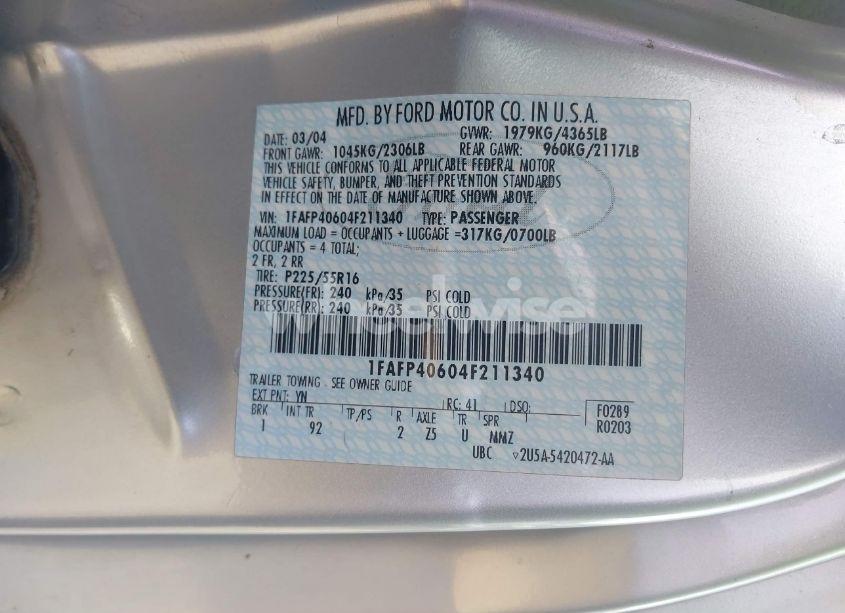 MFD. BY FORD MOTOR CO. IN U.S.A.
DATE: 03/04 GVWR: 1979KG/4365LB
FRONT GAWR: 1045KG/2306LB REAR GAWR: 960KG/2117LB
THIS VEHICLE CONFORMS TO ALL APPLICABLE FEDERAL MOTOR
VEHICLE SAFETY, BUMPER, AND THEFT PREVENTION STANDARDS
IN EFFECT ON THE DATE OF MANUFACTURE SHOWN ABOVE.
VIN: 1FAFP40604F211340 TYPE: PASSENGER
MAXIMUM LOAD = OCCUPANTS + LUGGAGE =317KG/0700LB
OCCUPANTS = 4 TOTAL;
2 FR, 2 RR
TIRE: P225/55R16
PRESSURE(FR): 240 kPa/35 PSI COLD
PRESSURE(RR): 240 kPa/35 PSI COLD
wheelwise
1FAFP40604F211340
TRAILER TOWING - SEE OWNER GUIDE
EXT PNT: YN RC: 41 DSO: F0289
BRK INT TR TP/PS R AXLE TR SPR R0203
1 92 2 Z5 U MMZ
UBC ▽2U5A-5420472-AA